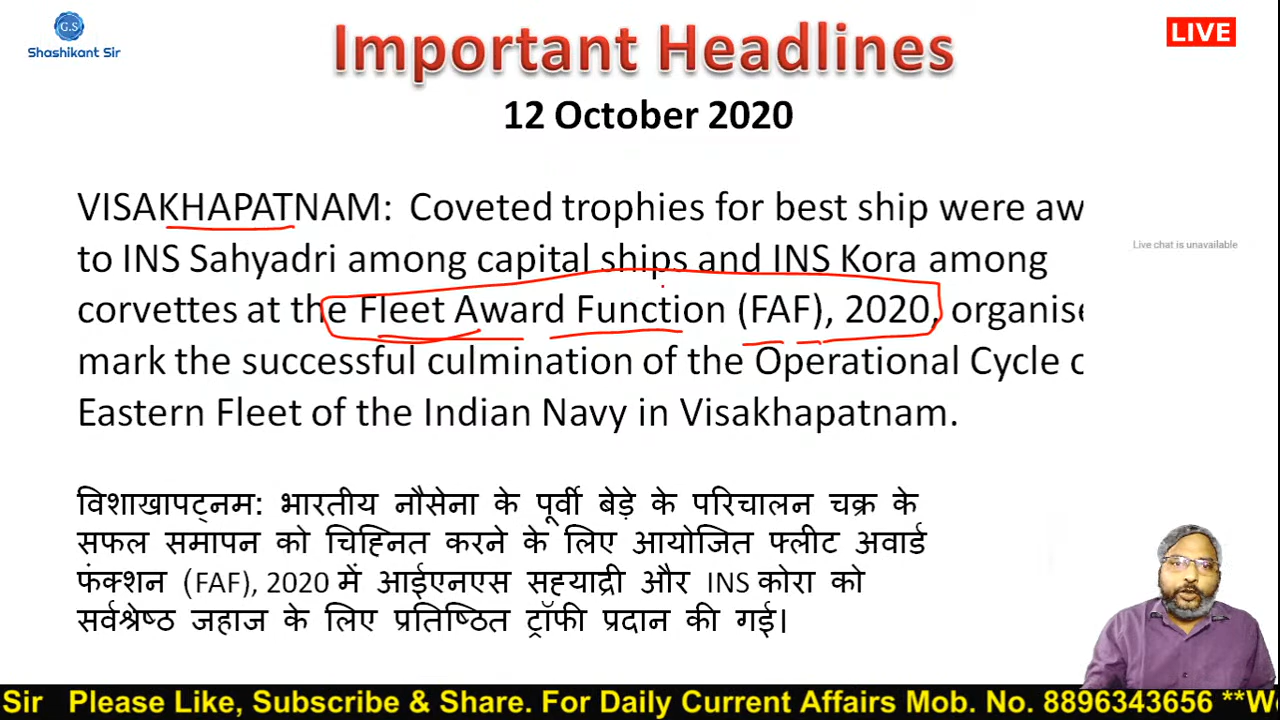 G.S
Shashikant Sir
Important Headlines
LIVE
12 October 2020
VISAKHAPATNAM: Coveted trophies for best ship were aw
Live chat is unavailable
to INS Sahyadri among capital ships and INS Kora among
corvettes at the Fleet Award Function (FAF), 2020, organise
mark the successful culmination of the Operational Cycle o
Eastern Fleet of the Indian Navy in Visakhapatnam.
विशाखापट्नम: भारतीय नौसेना के पूर्वी बेड़े के परिचालन चक्र के
सफल समापन को चिह्नित करने के लिए आयोजित फ्लीट अवार्ड
फंक्शन (FAF), 2020 में आईएनएस सह्याद्री और INS कोरा को
सर्वश्रेष्ठ जहाज के लिए प्रतिष्ठित ट्रॉफी प्रदान की गई।
Sir Please Like, Subscribe & Share. For Daily Current Affairs Mob. No. 8896343656 **W